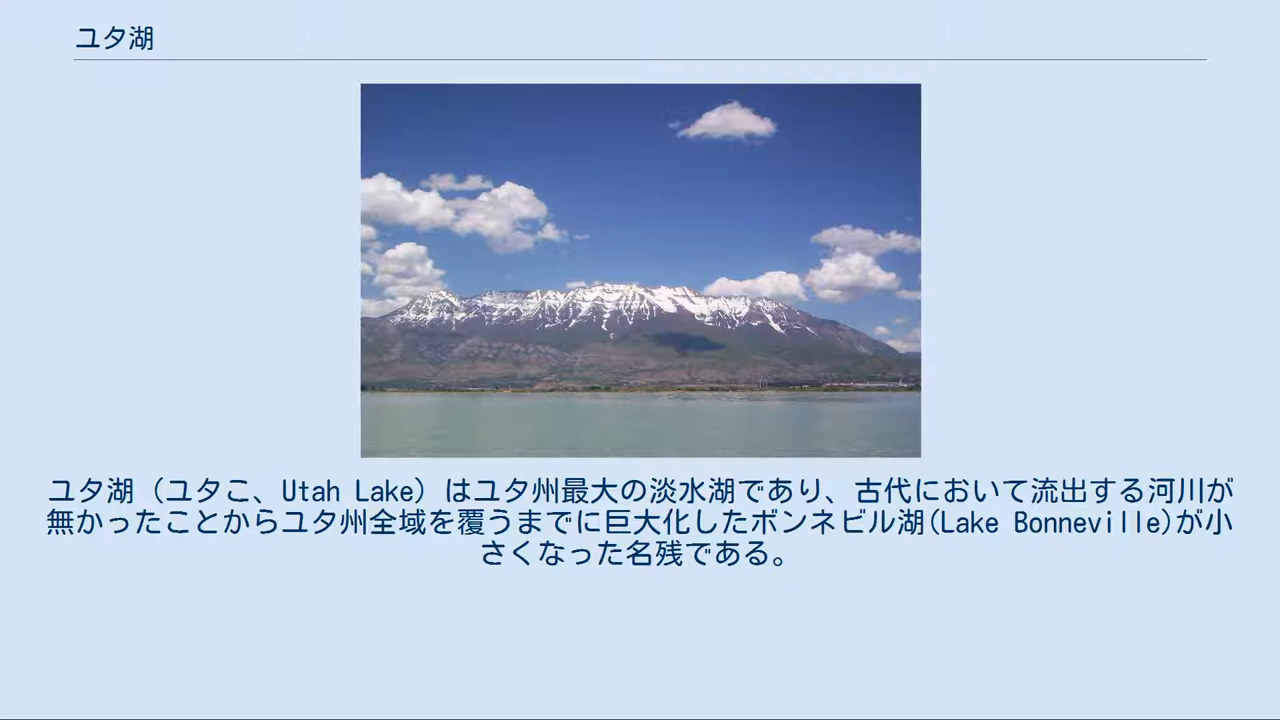 ユタ湖
ユタ湖（ユタこ、Utah Lake）はユタ州最大の淡水湖であり、古代において流出する河川が
無かったことからユタ州全域を覆うまでに巨大化したボンネビル湖(Lake Bonneville)が小
さくなった名残である。